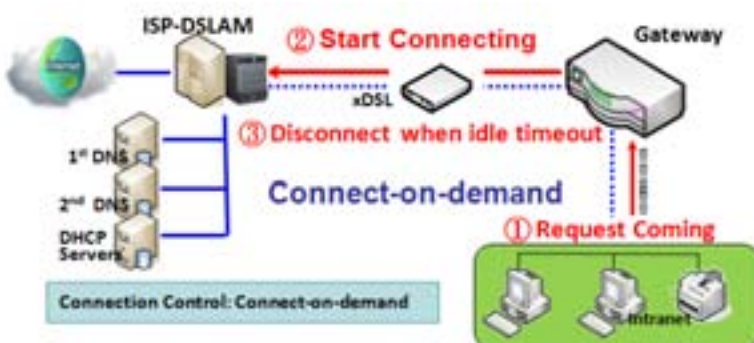 ISP-DSLAM
② Start Connecting
Gateway
Internet
xDSL
③ Disconnect when idle timeout
1st DNS
2nd DNS
DHCP
Servers
Connect-on-demand
① Request Coming
Connection Control: Connect-on-demand
Intranet